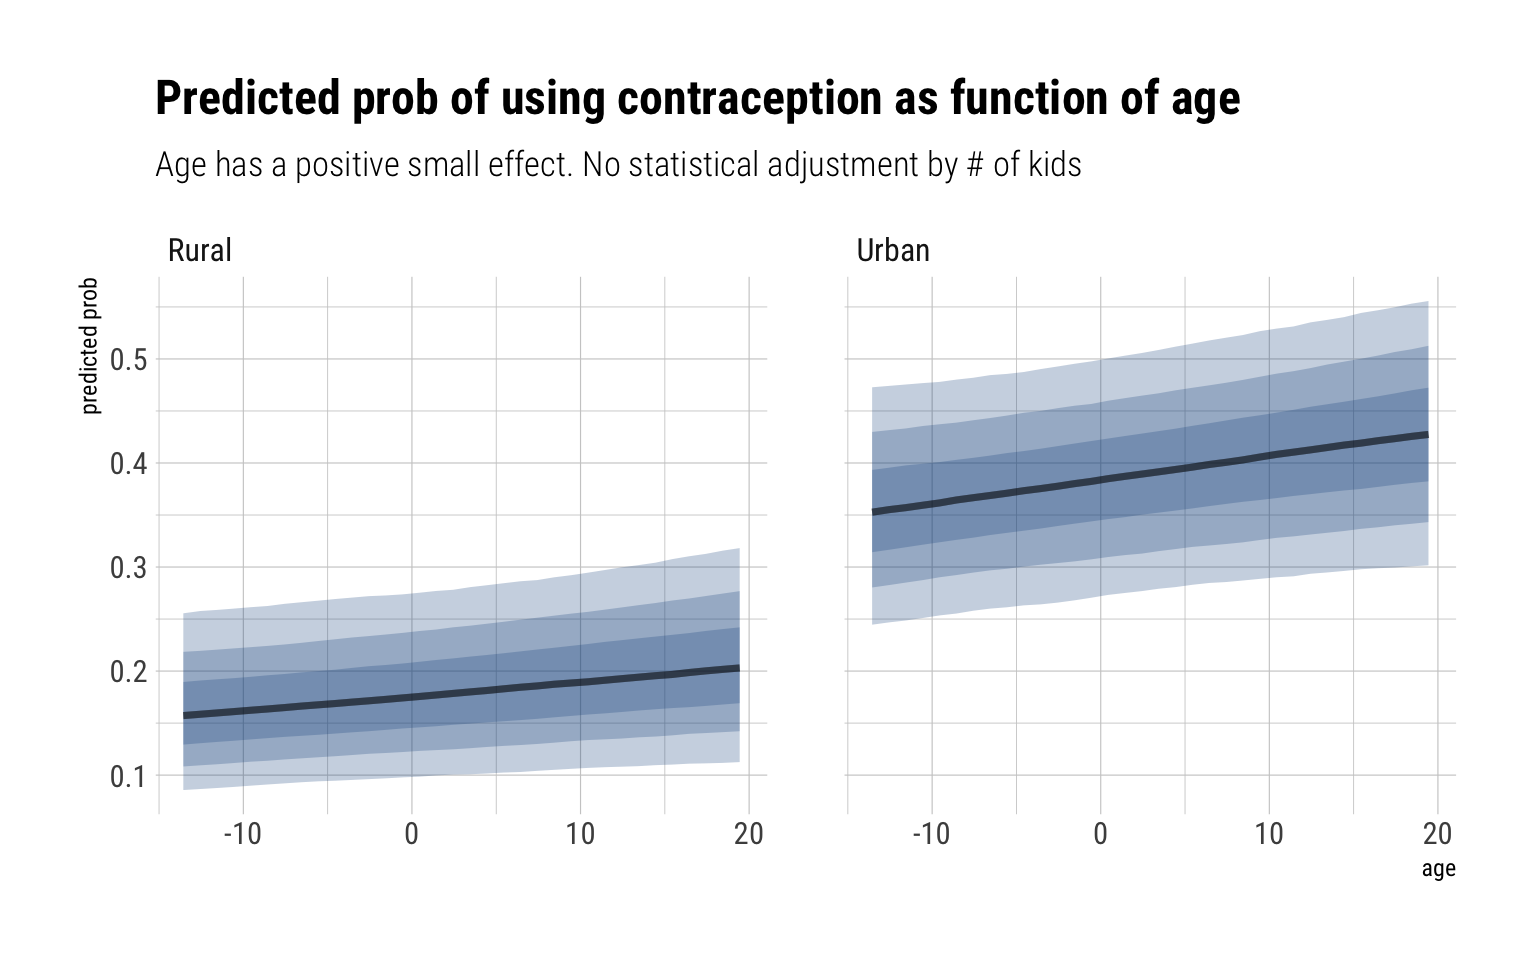 Predicted prob of using contraception as function of age
Age has a positive small effect. No statistical adjustment by # of kids
Rural
Urban
predicted prob
0.5
0.4
0.3
0.2
0.1
-10 0 10 20
-10 0 10 20
age